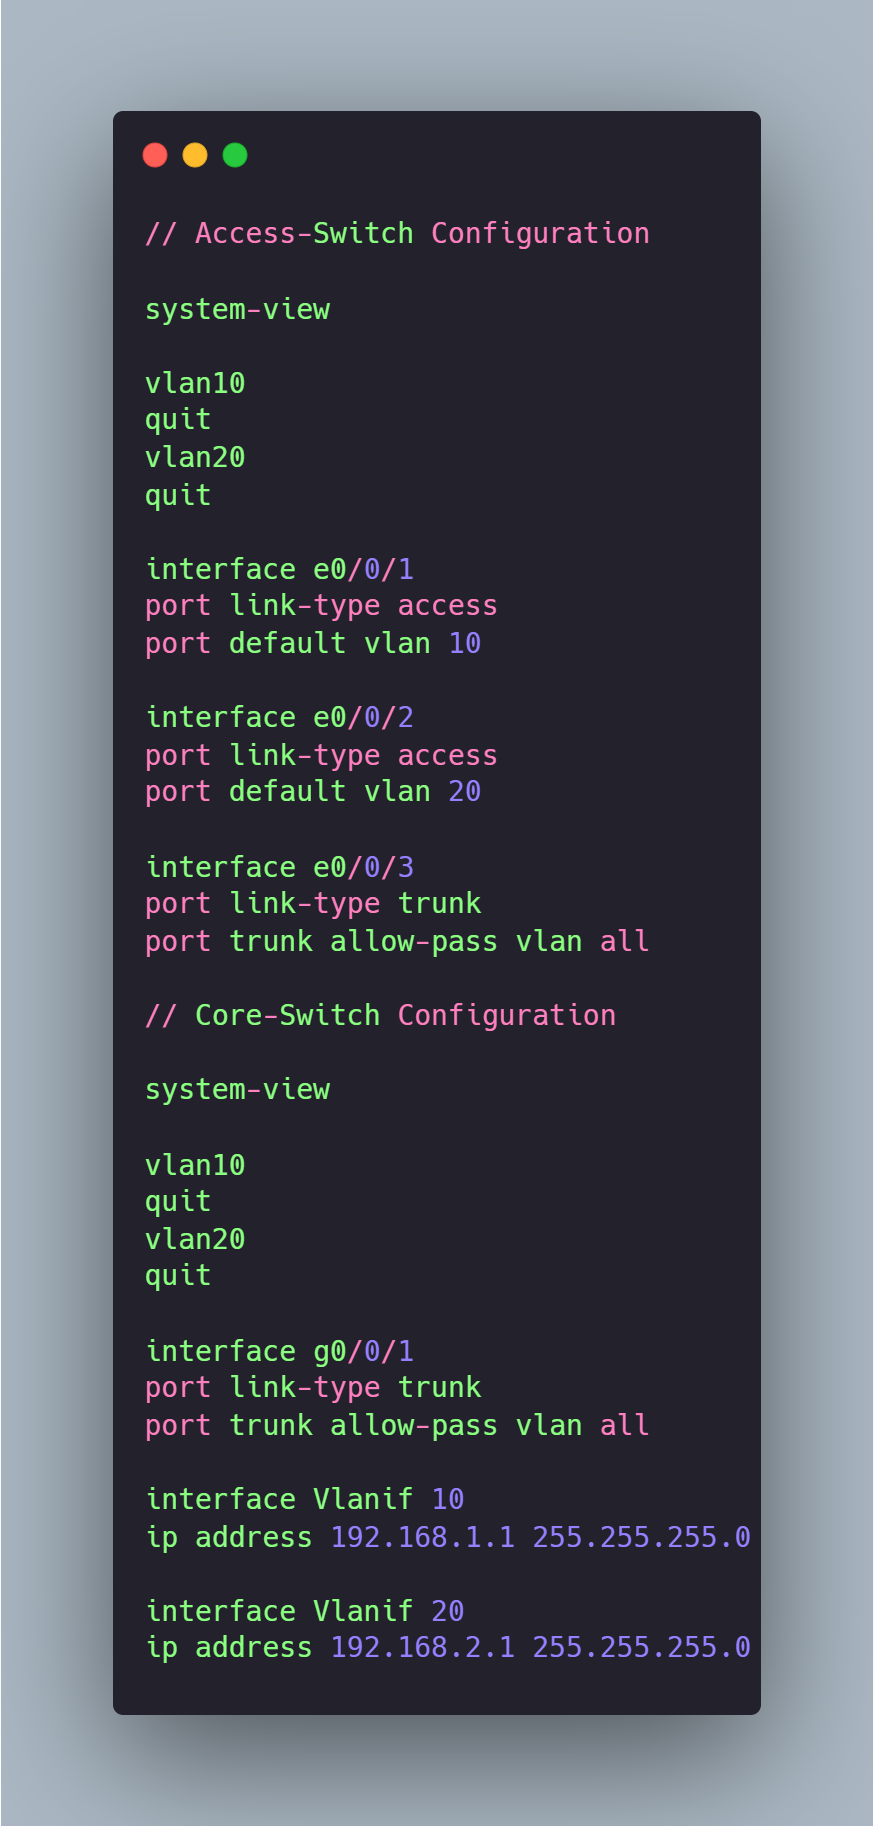 // Access-Switch Configuration
system-view
vlan10
quit
vlan20
quit
interface e0/0/1
port link-type access
port default vlan 10
interface e0/0/2
port link-type access
port default vlan 20
interface e0/0/3
port link-type trunk
port trunk allow-pass vlan all
// Core-Switch Configuration
system-view
vlan10
quit
vlan20
quit
interface g0/0/1
port link-type trunk
port trunk allow-pass vlan all
interface Vlanif 10
ip address 192.168.1.1 255.255.255.0
interface Vlanif 20
ip address 192.168.2.1 255.255.255.0